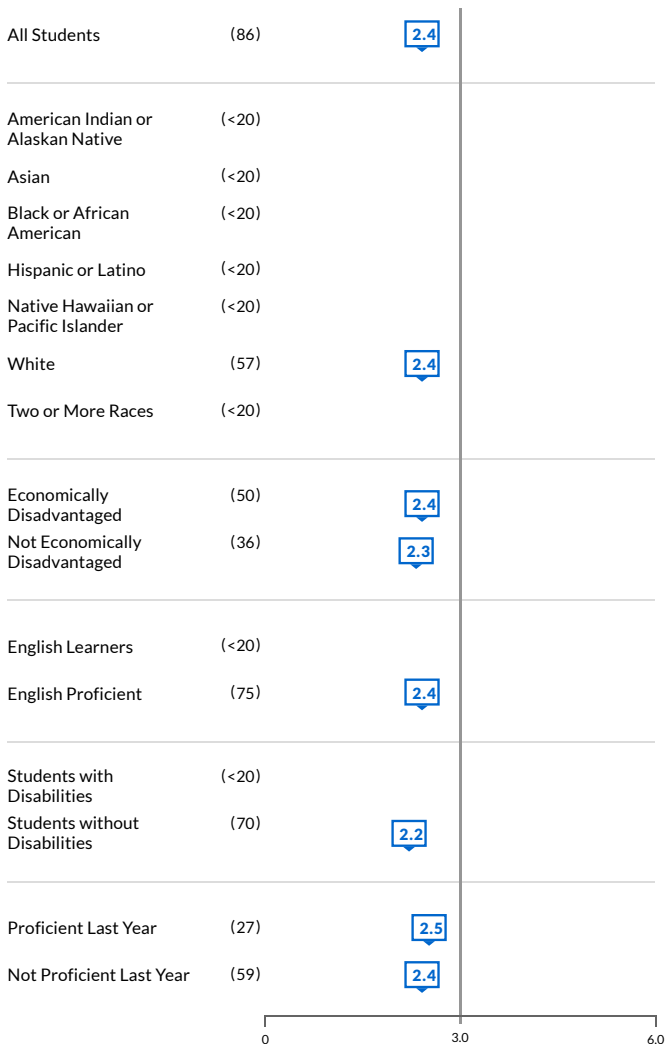 All Students (86) 2.4
American Indian or (<20)
Alaskan Native
Asian (<20)
Black or African (<20)
American
Hispanic or Latino (<20)
Native Hawaiian or (<20)
Pacific Islander
White (57) 2.4
Two or More Races (<20)
Economically (50) 2.4
Disadvantaged
Not Economically (36) 2.3
Disadvantaged
English Learners (<20)
English Proficient (75) 2.4
Students with (<20)
Disabilities
Students without (70) 2.2
Disabilities
Proficient Last Year (27) 2.5
Not Proficient Last Year (59) 2.4
0 3.0 6.0